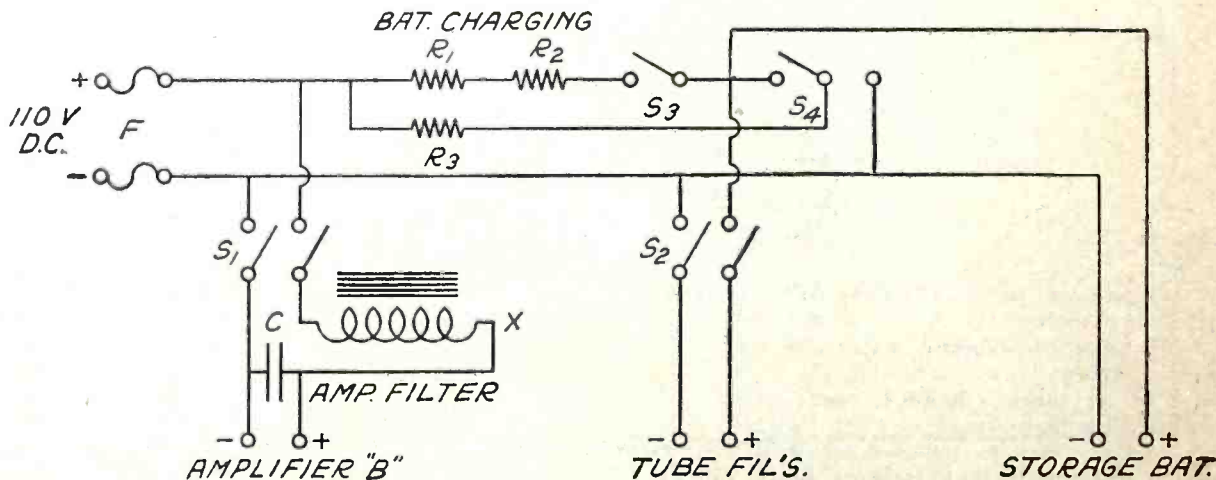 BAT. CHARGING
R1 R2
+
110 V
D.C.
F
S3
S4
R3
-
S1
S2
C
X
AMP. FILTER
- +
AMPLIFIER "B"
- +
TUBE FIL'S.
- +
STORAGE BAT.